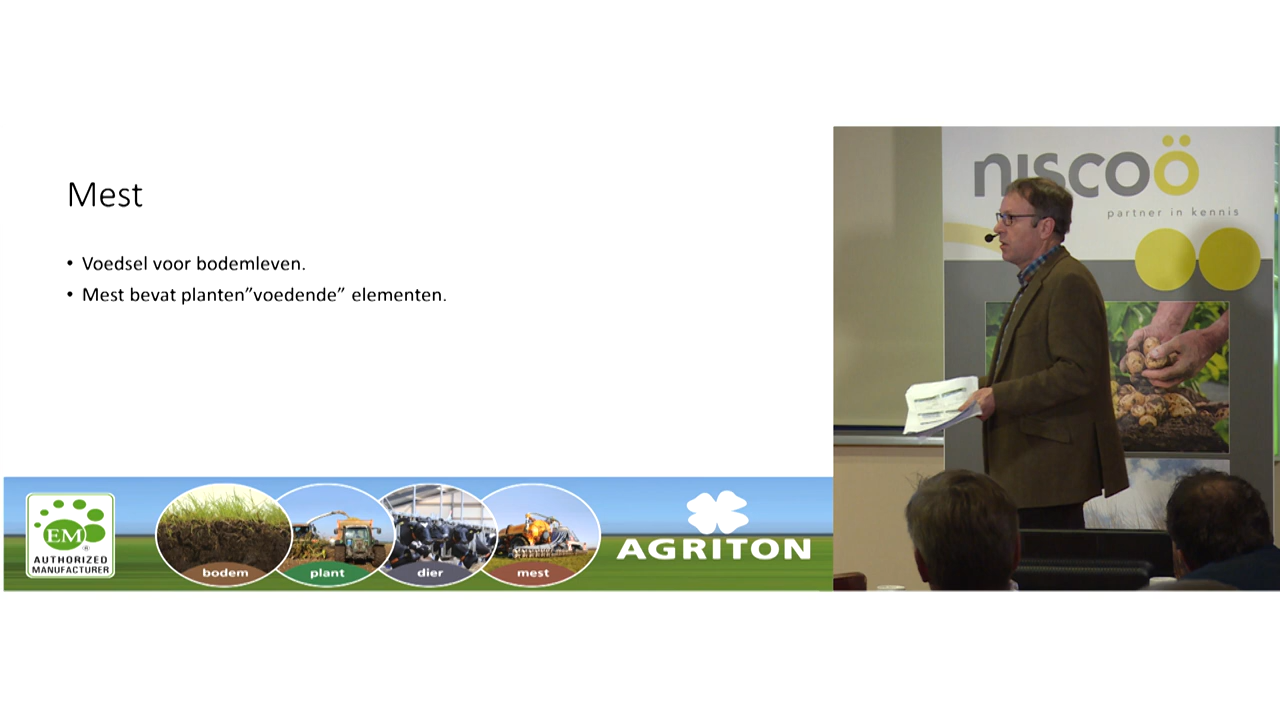 Mest
• Voedsel voor bodemleven.
• Mest bevat planten”voedende” elementen.
EM®
AUTHORIZED
MANUFACTURER
bodem
plant
dier
mest
AGRITON
niscoö
partner in kennis